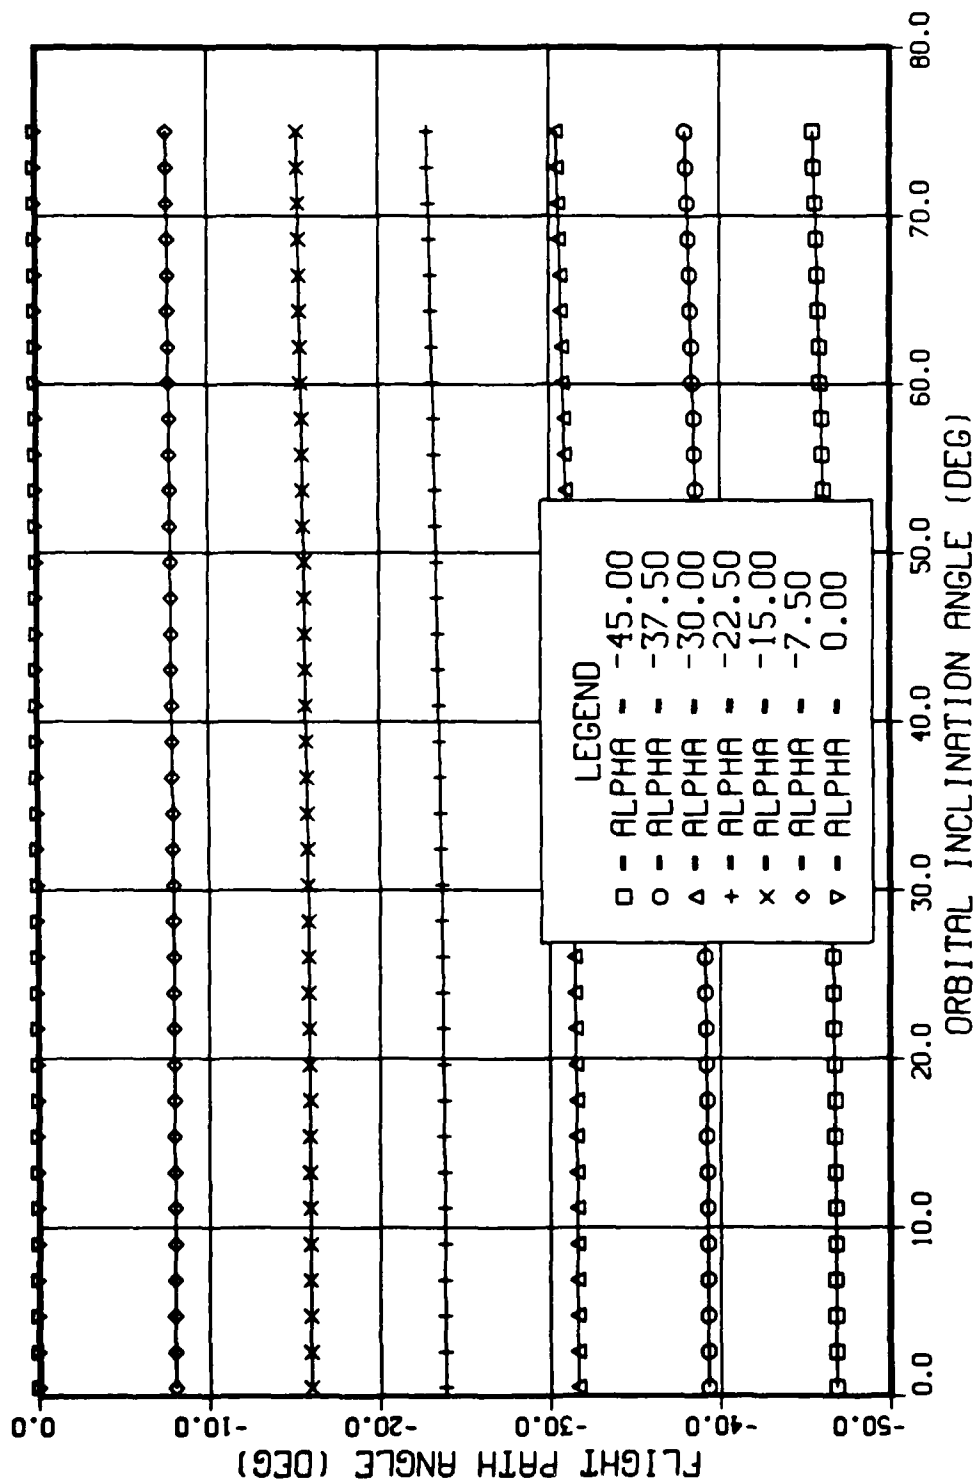 FLIGHT PATH ANGLE (DEG)
0.0
-10.0
-20.0
-30.0
-40.0
-50.0
LEGEND
□ - ALPHA - -45.00
○ - ALPHA - -37.50
△ - ALPHA - -30.00
+ - ALPHA - -22.50
× - ALPHA - -15.00
◇ - ALPHA - -7.50
▽ - ALPHA - 0.00
0.0 10.0 20.0 30.0 40.0 50.0 60.0 70.0 80.0
ORBITAL INCLINATION ANGLE (DEG)